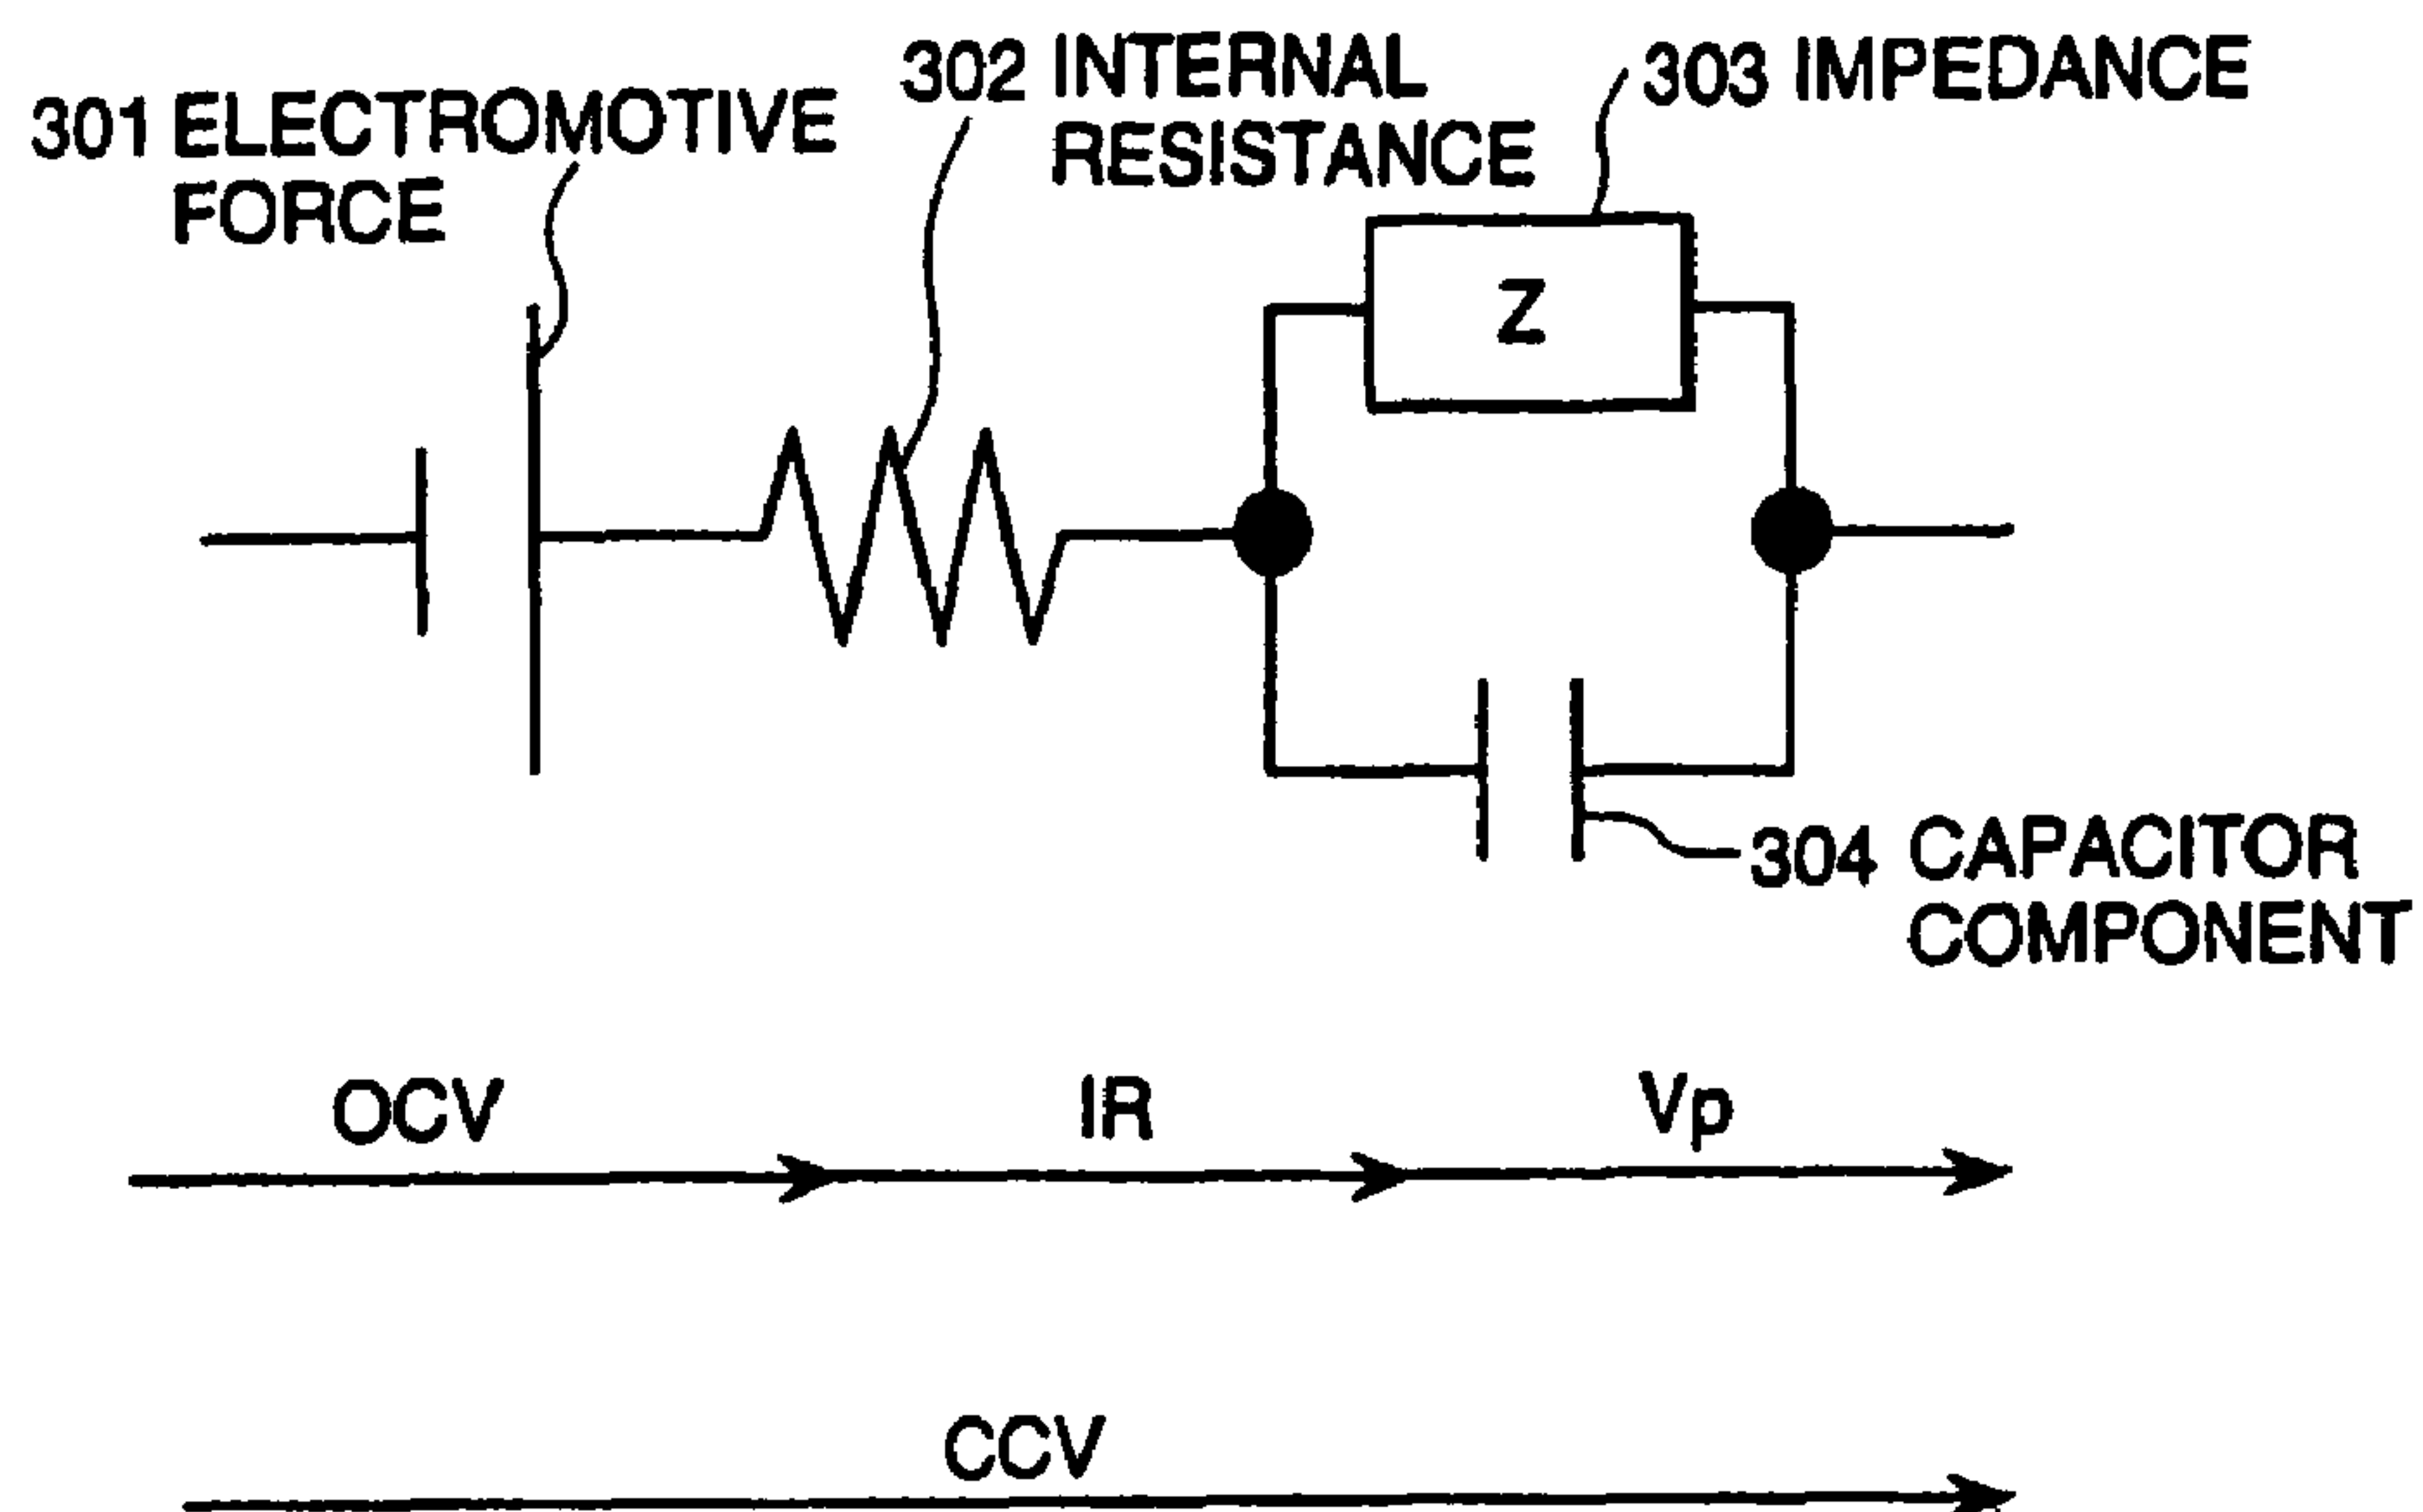 301 ELECTROMOTIVE
FORCE
302 INTERNAL
RESISTANCE
303 IMPEDANCE
Z
304 CAPACITOR
COMPONENT
OCV
IR
Vp
CCV